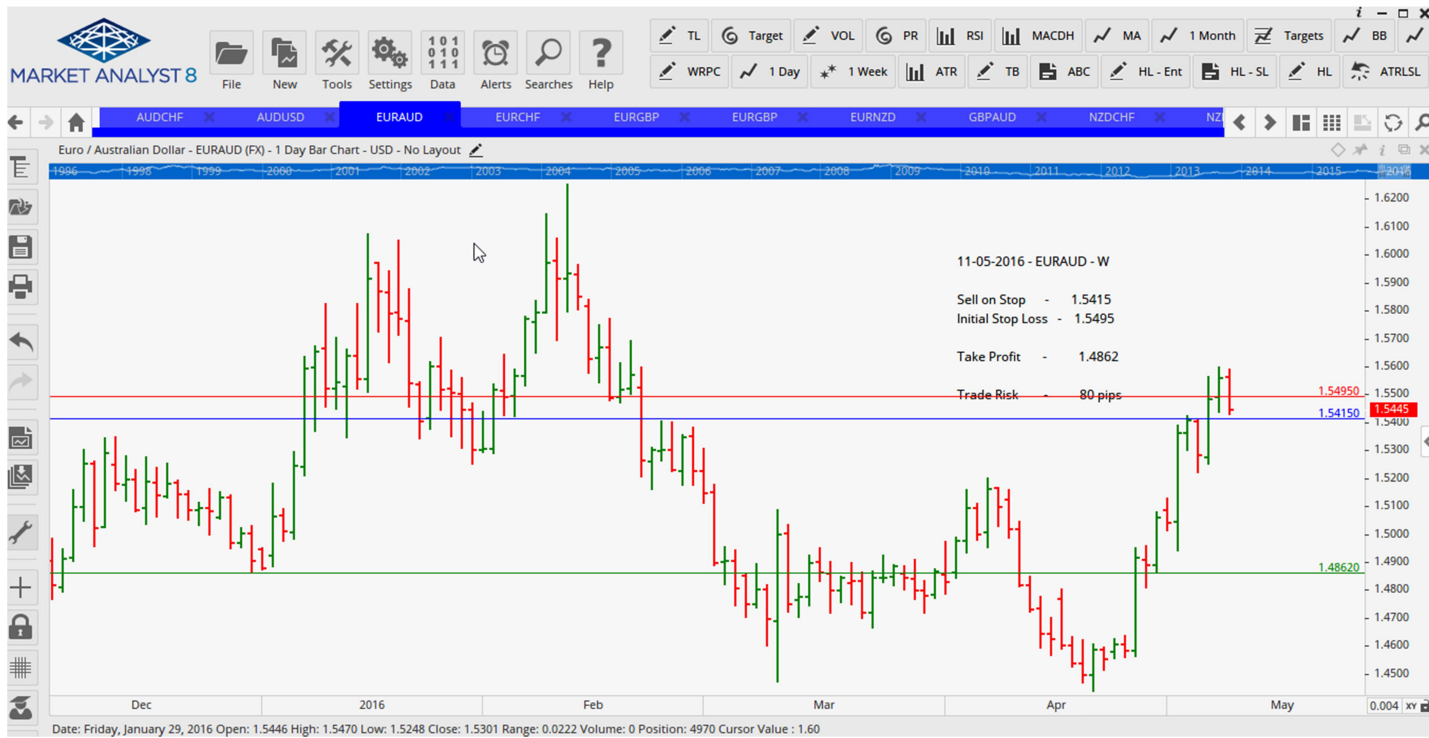 MARKET ANALYST 8
File New Tools Settings Data Alerts Searches Help
101
010
111
TL Target VOL PR RSI MACDH MA 1 Month Targets BB
WRPC 1 Day 1 Week ATR TB ABC HL - Ent HL - SL HL ATRLSL
AUDCHF AUDUSD EURAUD EURCHF EURGBP EURGBP EURNZD GBPAUD NZDCHF
Euro / Australian Dollar - EURAUD (FX) - 1 Day Bar Chart - USD - No Layout
1996 1998 1999 2000 2001 2002 2003 2004 2005 2006 2007 2008 2009 2010 2011 2012 2013 2014 2015 2016
1.6200
1.6100
1.6000
11-05-2016 - EURAUD - W
1.5900
Sell on Stop - 1.5415
1.5800
Initial Stop Loss - 1.5495
1.5700
Take Profit - 1.4862
1.5600
Trade Risk - 80 pips
1.54950
1.5500
1.5445
1.54150
1.5400
1.5300
1.5200
1.5100
1.5000
1.4900
1.48620
1.4800
1.4700
1.4600
1.4500
Dec 2016 Feb Mar Apr May
0.004 XY
Date: Friday, January 29, 2016 Open: 1.5446 High: 1.5470 Low: 1.5248 Close: 1.5301 Range: 0.0222 Volume: 0 Position: 4970 Cursor Value : 1.60